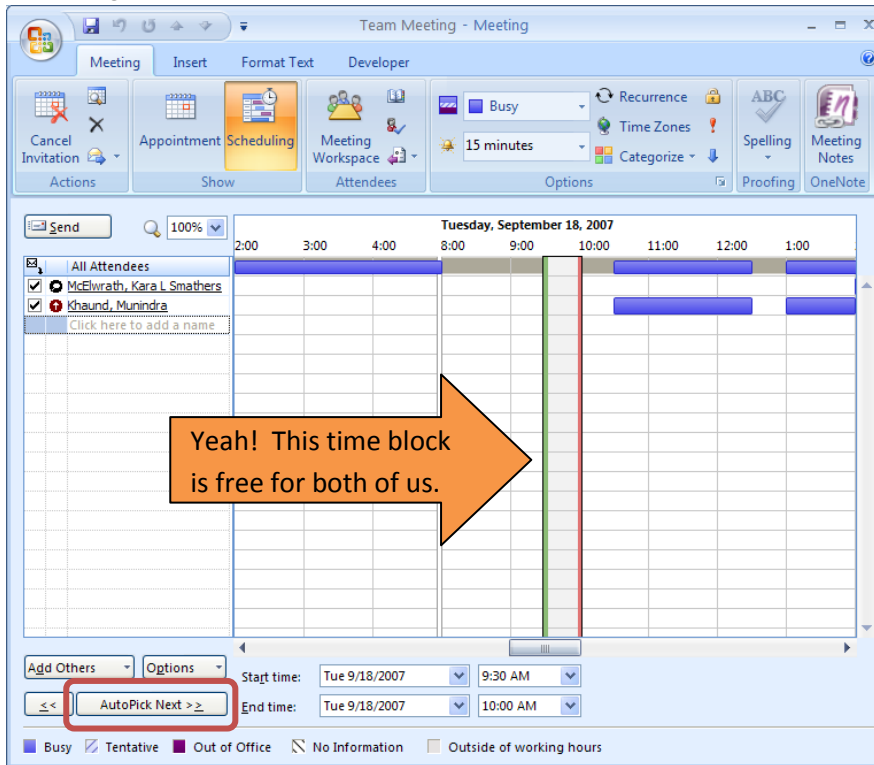 Team Meeting - Meeting
Meeting Insert Format Text Developer
Cancel Invitation
Appointment
Scheduling
Meeting Workspace
Busy
15 minutes
Recurrence
Time Zones
Categorize
ABC
Spelling
Meeting Notes
Actions Show Attendees Options Proofing OneNote
Send 100%
Tuesday, September 18, 2007
2:00 3:00 4:00 8:00 9:00 10:00 11:00 12:00 1:00
All Attendees
McElwrath, Kara L Smathers
Khaund, Munindra
Click here to add a name
Yeah! This time block
is free for both of us.
Add Others Options
Start time: Tue 9/18/2007 9:30 AM
<< AutoPick Next >>
End time: Tue 9/18/2007 10:00 AM
Busy Tentative Out of Office No Information Outside of working hours